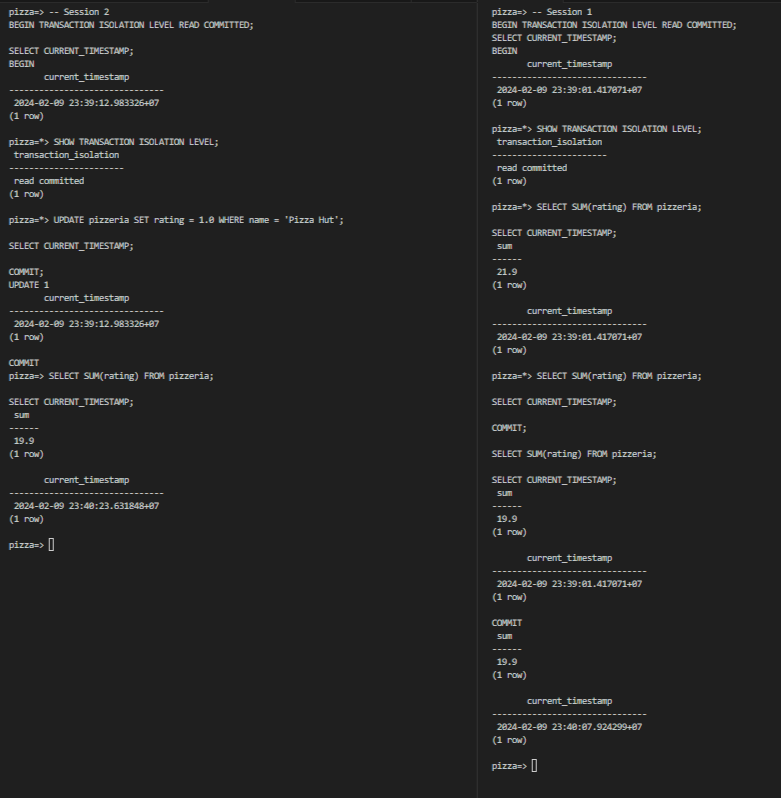 pizza=> -- Session 2
BEGIN TRANSACTION ISOLATION LEVEL READ COMMITTED;
SELECT CURRENT_TIMESTAMP;
BEGIN
current_timestamp
-------------------------------
2024-02-09 23:39:12.983326+07
(1 row)
pizza=*> SHOW TRANSACTION ISOLATION LEVEL;
transaction_isolation
-----------------------
read committed
(1 row)
pizza=*> UPDATE pizzeria SET rating = 1.0 WHERE name = 'Pizza Hut';
SELECT CURRENT_TIMESTAMP;
COMMIT;
UPDATE 1
current_timestamp
-------------------------------
2024-02-09 23:39:12.983326+07
(1 row)
COMMIT
pizza=> SELECT SUM(rating) FROM pizzeria;
SELECT CURRENT_TIMESTAMP;
sum
------
19.9
(1 row)
current_timestamp
-------------------------------
2024-02-09 23:40:23.631848+07
(1 row)
pizza=>
pizza=> -- Session 1
BEGIN TRANSACTION ISOLATION LEVEL READ COMMITTED;
SELECT CURRENT_TIMESTAMP;
BEGIN
current_timestamp
-------------------------------
2024-02-09 23:39:01.417071+07
(1 row)
pizza=*> SHOW TRANSACTION ISOLATION LEVEL;
transaction_isolation
-----------------------
read committed
(1 row)
pizza=*> SELECT SUM(rating) FROM pizzeria;
SELECT CURRENT_TIMESTAMP;
sum
------
21.9
(1 row)
current_timestamp
-------------------------------
2024-02-09 23:39:01.417071+07
(1 row)
pizza=*> SELECT SUM(rating) FROM pizzeria;
SELECT CURRENT_TIMESTAMP;
COMMIT;
SELECT SUM(rating) FROM pizzeria;
SELECT CURRENT_TIMESTAMP;
sum
------
19.9
(1 row)
current_timestamp
-------------------------------
2024-02-09 23:39:01.417071+07
(1 row)
COMMIT
sum
------
19.9
(1 row)
current_timestamp
-------------------------------
2024-02-09 23:40:07.924299+07
(1 row)
pizza=>